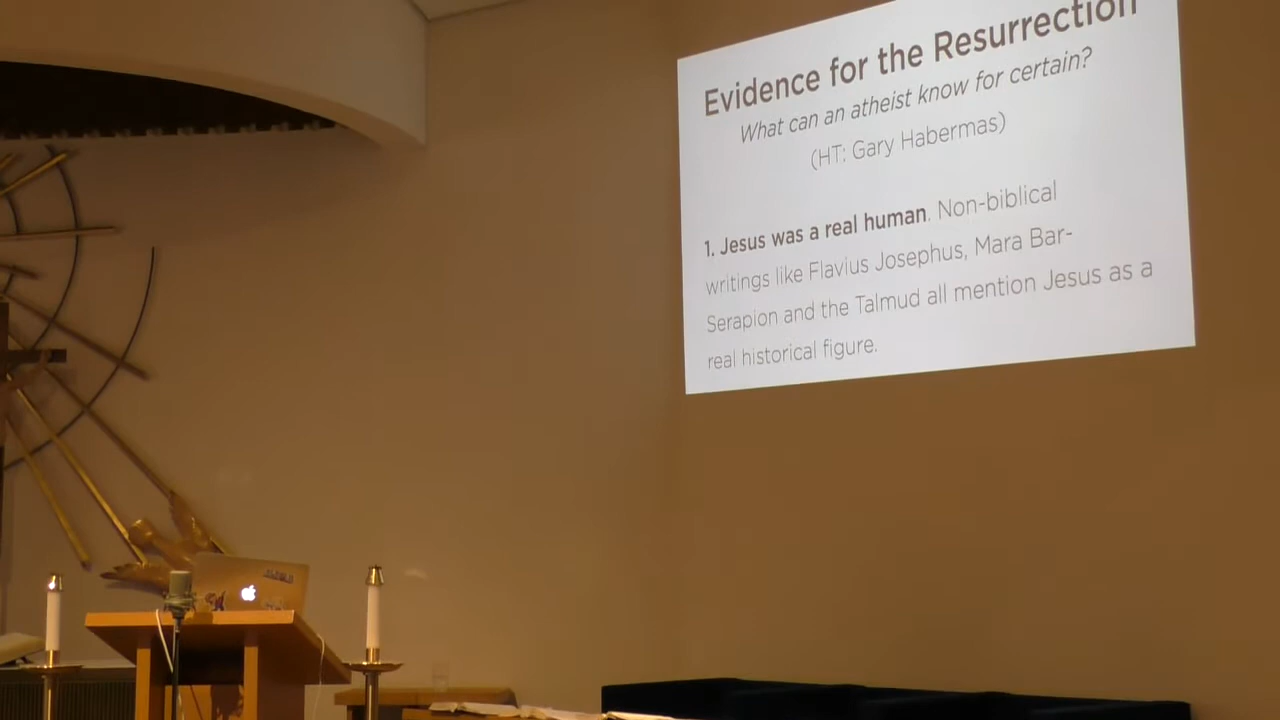 Evidence for the Resurrection
What can an atheist know for certain?
(HT: Gary Habermas)
1. Jesus was a real human. Non-biblical
writings like Flavius Josephus, Mara Bar-
Serapion and the Talmud all mention Jesus as a
real historical figure.